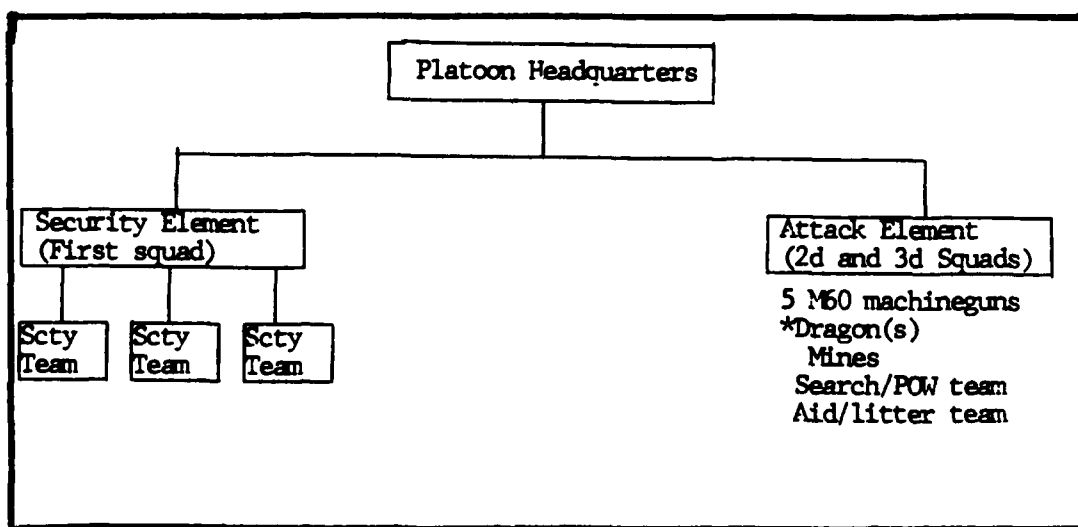 Platoon Headquarters
Security Element
(First squad)
Scty
Team
Scty
Team
Scty
Team
Attack Element
(2d and 3d Squads)
5 M60 machineguns
*Dragon(s)
Mines
Search/POW team
Aid/litter team